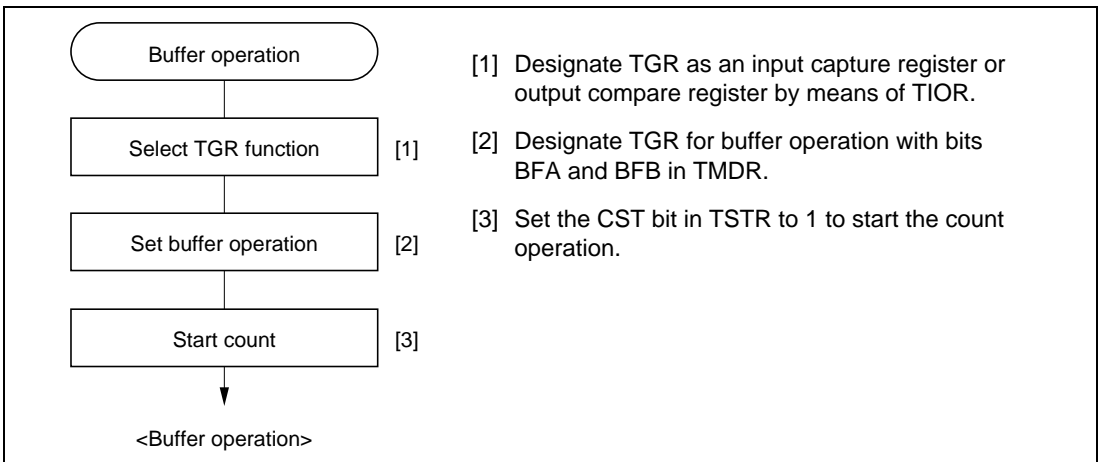 Buffer operation
Select TGR function
[1]
Set buffer operation
[2]
Start count
[3]
<Buffer operation>
[1] Designate TGR as an input capture register or
output compare register by means of TIOR.
[2] Designate TGR for buffer operation with bits
BFA and BFB in TMDR.
[3] Set the CST bit in TSTR to 1 to start the count
operation.